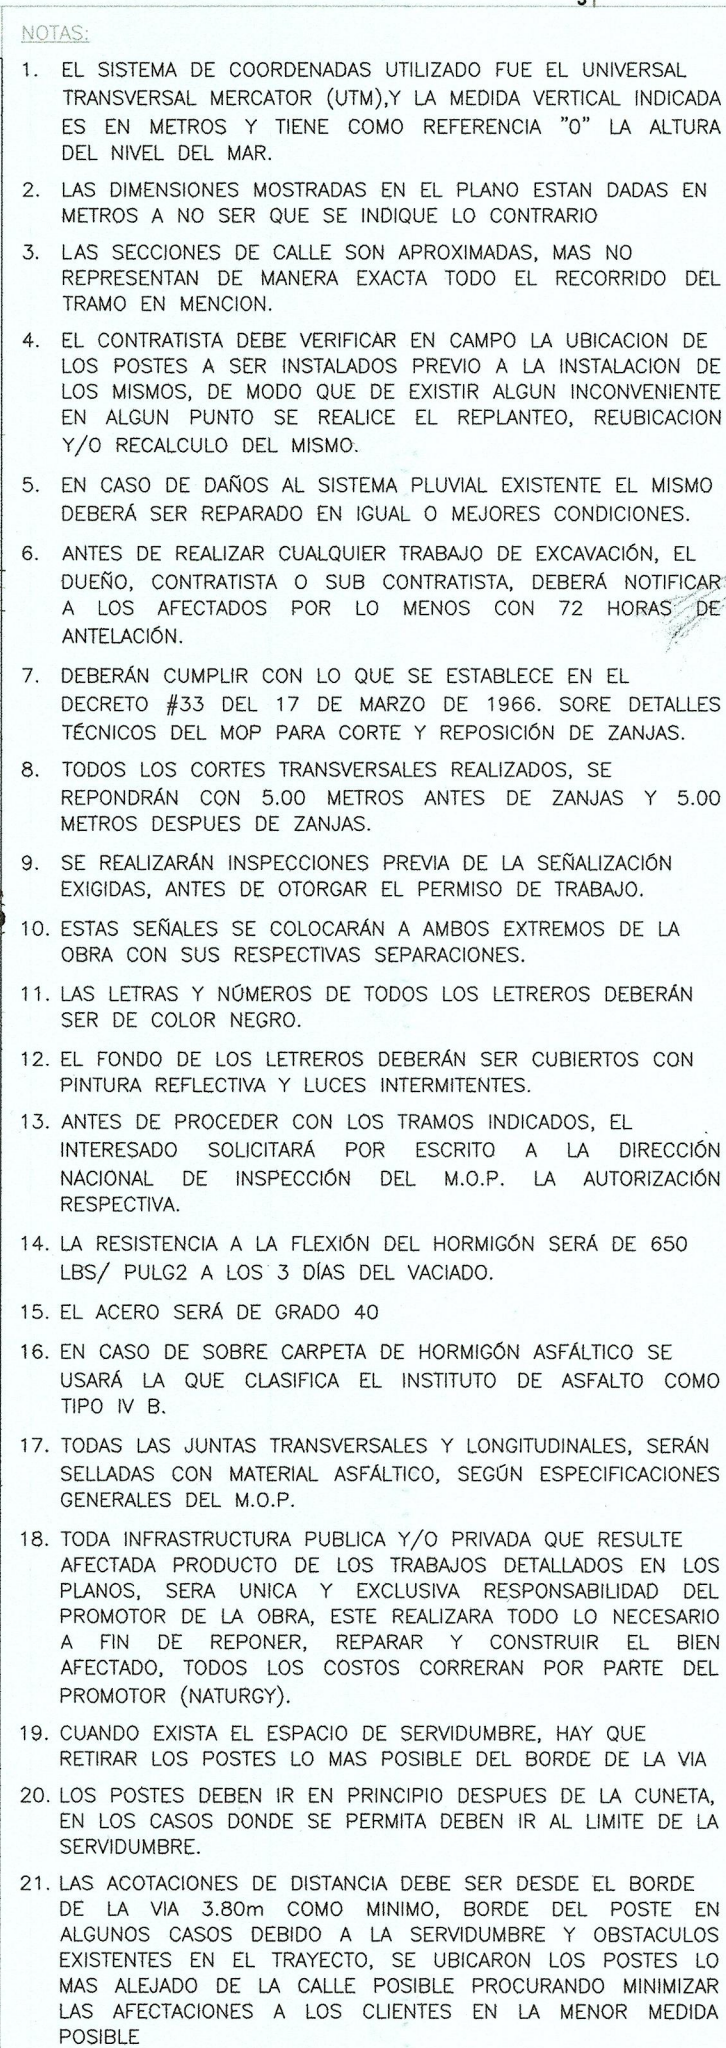 NOTAS:
1. EL SISTEMA DE COORDENADAS UTILIZADO FUE EL UNIVERSAL
TRANSVERSAL MERCATOR (UTM),Y LA MEDIDA VERTICAL INDICADA
ES EN METROS Y TIENE COMO REFERENCIA "0" LA ALTURA
DEL NIVEL DEL MAR.
2. LAS DIMENSIONES MOSTRADAS EN EL PLANO ESTAN DADAS EN
METROS A NO SER QUE SE INDIQUE LO CONTRARIO
3. LAS SECCIONES DE CALLE SON APROXIMADAS, MAS NO
REPRESENTAN DE MANERA EXACTA TODO EL RECORRIDO DEL
TRAMO EN MENCION.
4. EL CONTRATISTA DEBE VERIFICAR EN CAMPO LA UBICACION DE
LOS POSTES A SER INSTALADOS PREVIO A LA INSTALACION DE
LOS MISMOS, DE MODO QUE DE EXISTIR ALGUN INCONVENIENTE
EN ALGUN PUNTO SE REALICE EL REPLANTEO, REUBICACION
Y/O RECALCULO DEL MISMO.
5. EN CASO DE DAÑOS AL SISTEMA PLUVIAL EXISTENTE EL MISMO
DEBERÁ SER REPARADO EN IGUAL O MEJORES CONDICIONES.
6. ANTES DE REALIZAR CUALQUIER TRABAJO DE EXCAVACIÓN, EL
DUEÑO, CONTRATISTA O SUB CONTRATISTA, DEBERÁ NOTIFICAR
A LOS AFECTADOS POR LO MENOS CON 72 HORAS DE
ANTELACIÓN.
7. DEBERÁN CUMPLIR CON LO QUE SE ESTABLECE EN EL
DECRETO #33 DEL 17 DE MARZO DE 1966. SORE DETALLES
TÉCNICOS DEL MOP PARA CORTE Y REPOSICIÓN DE ZANJAS.
8. TODOS LOS CORTES TRANSVERSALES REALIZADOS, SE
REPONDRÁN CON 5.00 METROS ANTES DE ZANJAS Y 5.00
METROS DESPUES DE ZANJAS.
9. SE REALIZARÁN INSPECCIONES PREVIA DE LA SEÑALIZACIÓN
EXIGIDAS, ANTES DE OTORGAR EL PERMISO DE TRABAJO.
10. ESTAS SEÑALES SE COLOCARÁN A AMBOS EXTREMOS DE LA
OBRA CON SUS RESPECTIVAS SEPARACIONES.
11. LAS LETRAS Y NÚMEROS DE TODOS LOS LETREROS DEBERÁN
SER DE COLOR NEGRO.
12. EL FONDO DE LOS LETREROS DEBERÁN SER CUBIERTOS CON
PINTURA REFLECTIVA Y LUCES INTERMITENTES.
13. ANTES DE PROCEDER CON LOS TRAMOS INDICADOS, EL
INTERESADO SOLICITARÁ POR ESCRITO A LA DIRECCIÓN
NACIONAL DE INSPECCIÓN DEL M.O.P. LA AUTORIZACIÓN
RESPECTIVA.
14. LA RESISTENCIA A LA FLEXIÓN DEL HORMIGÓN SERÁ DE 650
LBS/ PULG2 A LOS 3 DÍAS DEL VACIADO.
15. EL ACERO SERÁ DE GRADO 40
16. EN CASO DE SOBRE CARPETA DE HORMIGÓN ASFÁLTICO SE
USARÁ LA QUE CLASIFICA EL INSTITUTO DE ASFALTO COMO
TIPO IV B.
17. TODAS LAS JUNTAS TRANSVERSALES Y LONGITUDINALES, SERÁN
SELLADAS CON MATERIAL ASFÁLTICO, SEGÚN ESPECIFICACIONES
GENERALES DEL M.O.P.
18. TODA INFRASTRUCTURA PUBLICA Y/O PRIVADA QUE RESULTE
AFECTADA PRODUCTO DE LOS TRABAJOS DETALLADOS EN LOS
PLANOS, SERA UNICA Y EXCLUSIVA RESPONSABILIDAD DEL
PROMOTOR DE LA OBRA, ESTE REALIZARA TODO LO NECESARIO
A FIN DE REPONER, REPARAR Y CONSTRUIR EL BIEN
AFECTADO, TODOS LOS COSTOS CORRERAN POR PARTE DEL
PROMOTOR (NATURGY).
19. CUANDO EXISTA EL ESPACIO DE SERVIDUMBRE, HAY QUE
RETIRAR LOS POSTES LO MAS POSIBLE DEL BORDE DE LA VIA
20. LOS POSTES DEBEN IR EN PRINCIPIO DESPUES DE LA CUNETA,
EN LOS CASOS DONDE SE PERMITA DEBEN IR AL LIMITE DE LA
SERVIDUMBRE.
21. LAS ACOTACIONES DE DISTANCIA DEBE SER DESDE EL BORDE
DE LA VIA 3.80m COMO MINIMO, BORDE DEL POSTE EN
ALGUNOS CASOS DEBIDO A LA SERVIDUMBRE Y OBSTACULOS
EXISTENTES EN EL TRAYECTO, SE UBICARON LOS POSTES LO
MAS ALEJADO DE LA CALLE POSIBLE PROCURANDO MINIMIZAR
LAS AFECTACIONES A LOS CLIENTES EN LA MENOR MEDIDA
POSIBLE